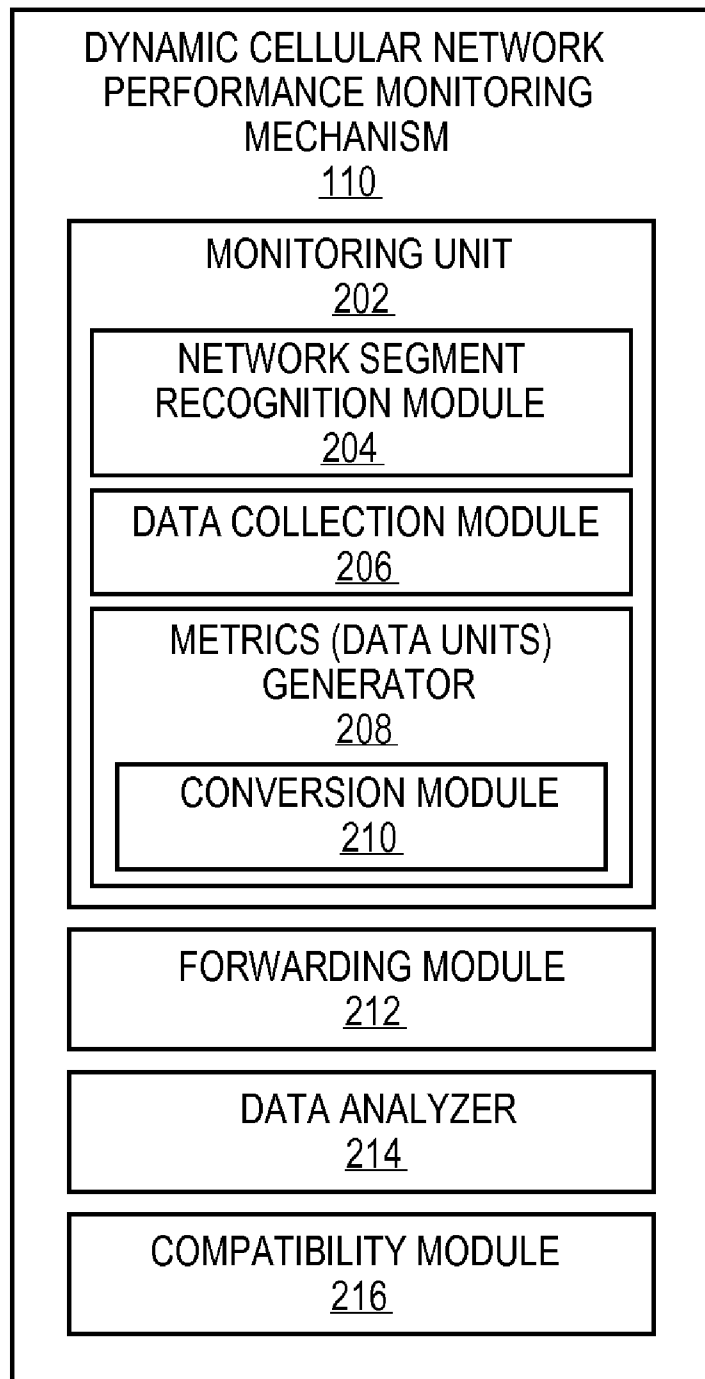 DYNAMIC CELLULAR NETWORK
PERFORMANCE MONITORING
MECHANISM
110
MONITORING UNIT
202
NETWORK SEGMENT
RECOGNITION MODULE
204
DATA COLLECTION MODULE
206
METRICS (DATA UNITS)
GENERATOR
208
CONVERSION MODULE
210
FORWARDING MODULE
212
DATA ANALYZER
214
COMPATIBILITY MODULE
216